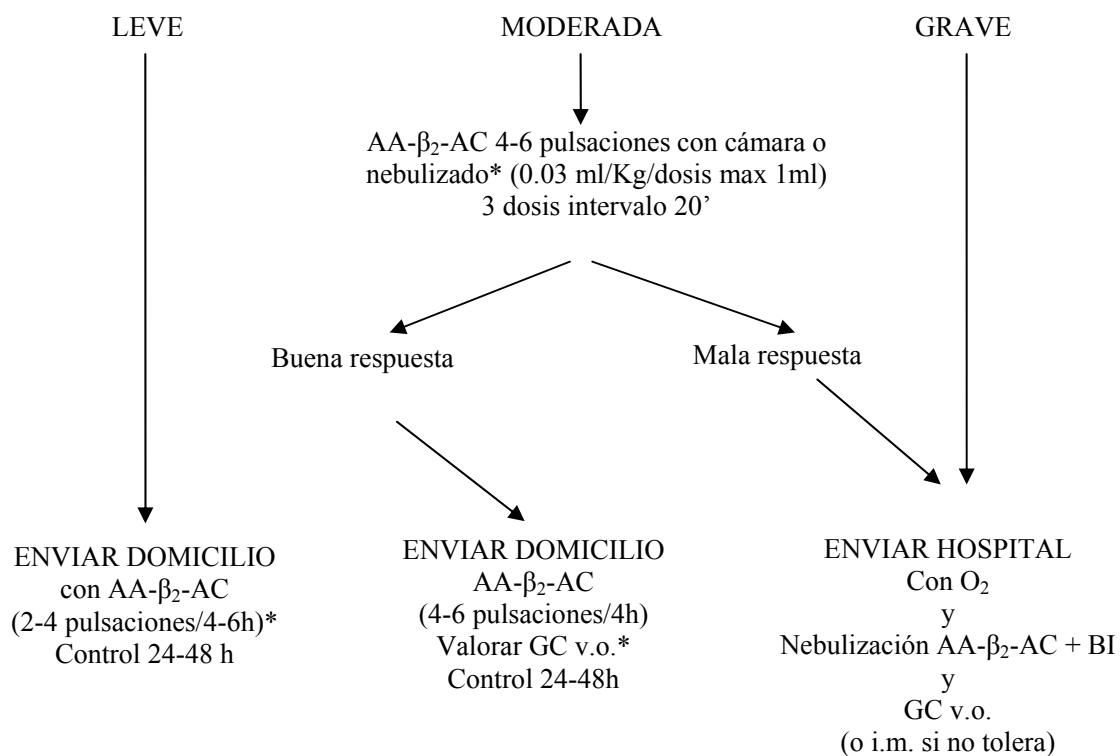 LEVE
MODERADA
GRAVE
AA-β₂-AC 4-6 pulsaciones con cámara o
nebulizado* (0.03 ml/Kg/dosis max 1ml)
3 dosis intervalo 20’
Buena respuesta
Mala respuesta
ENVIAR DOMICILIO
con AA-β₂-AC
(2-4 pulsaciones/4-6h)*
Control 24-48 h
ENVIAR DOMICILIO
AA-β₂-AC
(4-6 pulsaciones/4h)
Valorar GC v.o.*
Control 24-48h
ENVIAR HOSPITAL
Con O₂
y
Nebulización AA-β₂-AC + BI
y
GC v.o.
(o i.m. si no tolera)